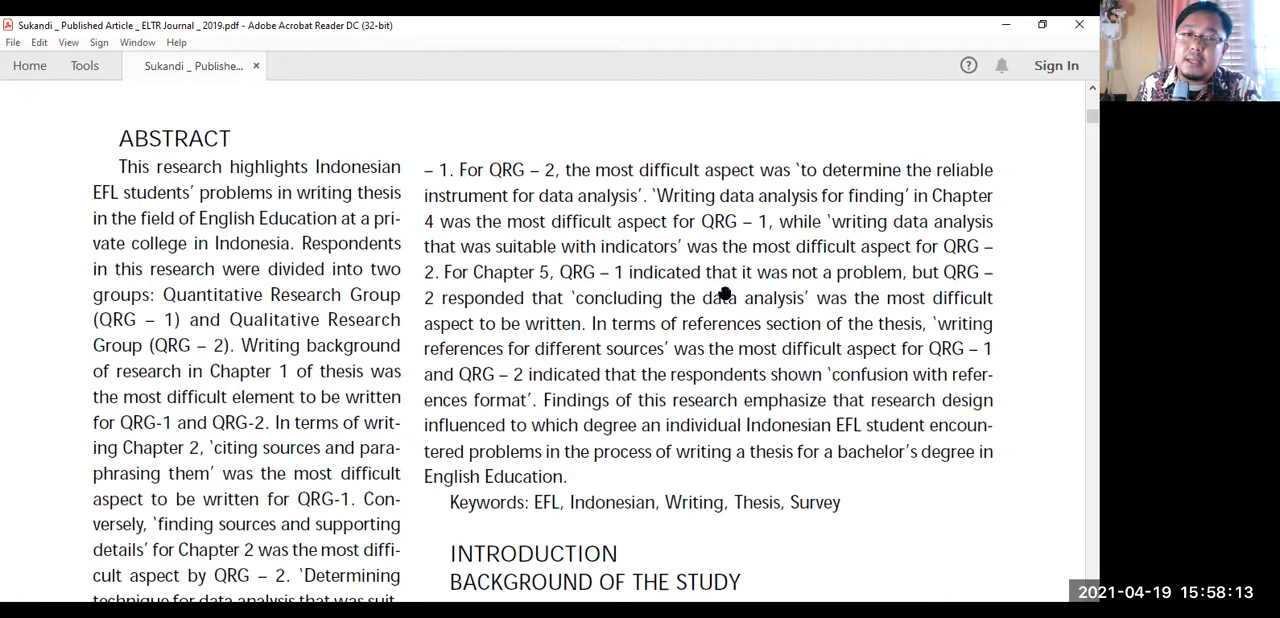 Sukandi _ Published Article _ ELTR Journal _ 2019.pdf - Adobe Acrobat Reader DC (32-bit)
File Edit View Sign Window Help
Home Tools Sukandi _ Publishe... × Sign In
ABSTRACT
This research highlights Indonesian
EFL students' problems in writing thesis
in the field of English Education at a pri-
vate college in Indonesia. Respondents
in this research were divided into two
groups: Quantitative Research Group
(QRG – 1) and Qualitative Research
Group (QRG – 2). Writing background
of research in Chapter 1 of thesis was
the most difficult element to be written
for QRG-1 and QRG-2. In terms of writ-
ing Chapter 2, 'citing sources and para-
phrasing them' was the most difficult
aspect to be written for QRG-1. Con-
versely, 'finding sources and supporting
details' for Chapter 2 was the most diffi-
cult aspect by QRG – 2. 'Determining
technique for data analysis that was suit-
– 1. For QRG – 2, the most difficult aspect was 'to determine the reliable
instrument for data analysis'. 'Writing data analysis for finding' in Chapter
4 was the most difficult aspect for QRG – 1, while 'writing data analysis
that was suitable with indicators' was the most difficult aspect for QRG –
2. For Chapter 5, QRG – 1 indicated that it was not a problem, but QRG –
2 responded that 'concluding the data analysis' was the most difficult
aspect to be written. In terms of references section of the thesis, 'writing
references for different sources' was the most difficult aspect for QRG – 1
and QRG – 2 indicated that the respondents shown 'confusion with refer-
ences format'. Findings of this research emphasize that research design
influenced to which degree an individual Indonesian EFL student encoun-
tered problems in the process of writing a thesis for a bachelor's degree in
English Education.
Keywords: EFL, Indonesian, Writing, Thesis, Survey
INTRODUCTION
BACKGROUND OF THE STUDY
2021-04-19 15:58:13